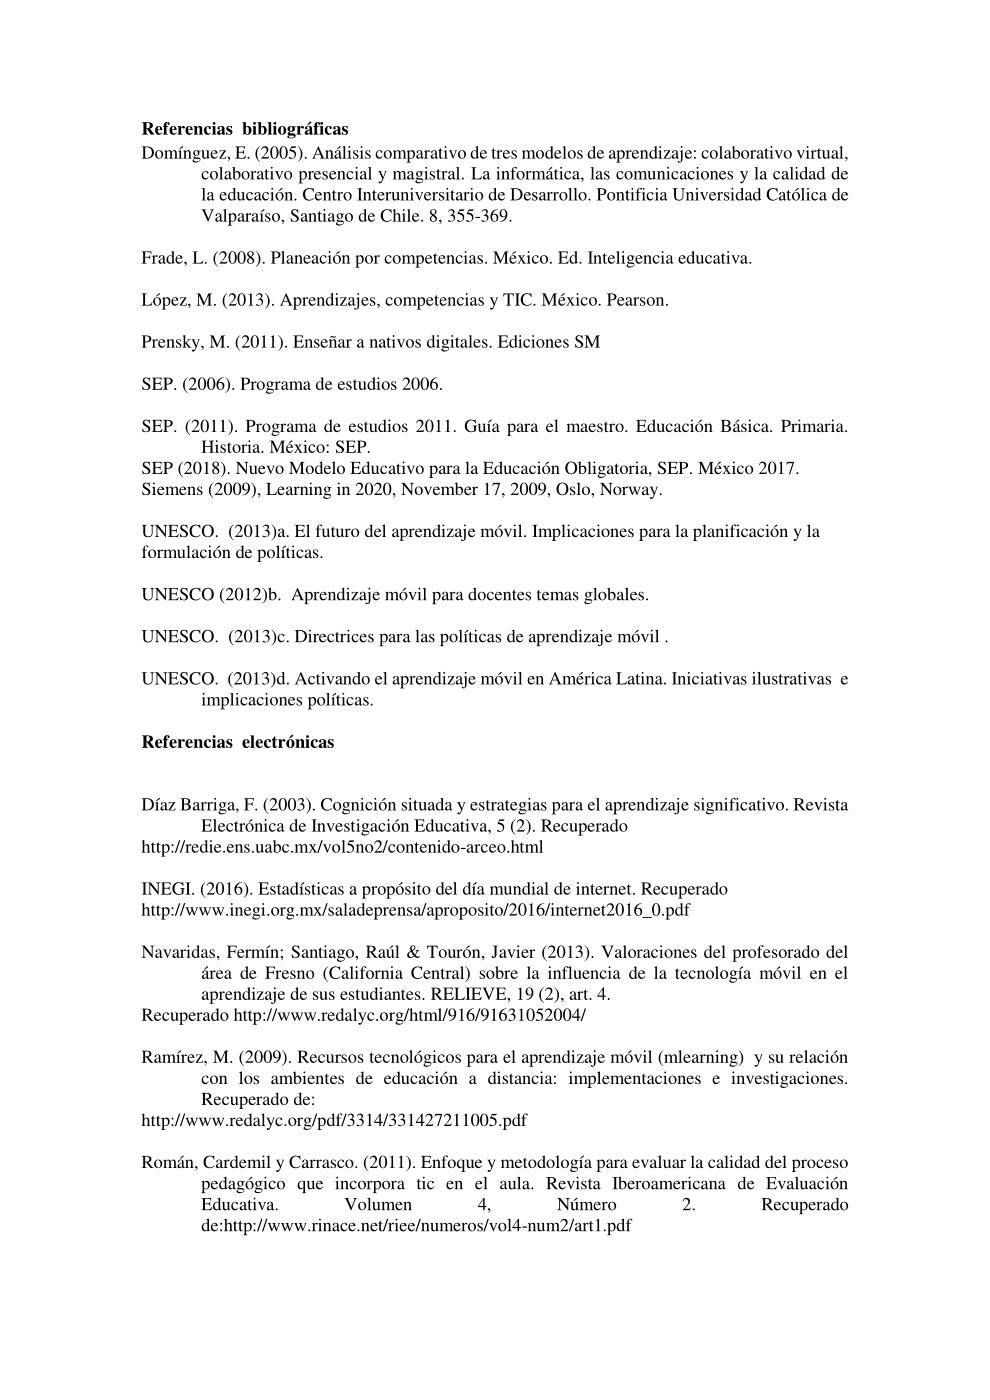 Referencias  bibliográficas
Domínguez, E. (2005). Análisis comparativo de tres modelos de aprendizaje: colaborativo virtual,
colaborativo presencial y magistral. La informática, las comunicaciones y la calidad de
la educación. Centro Interuniversitario de Desarrollo. Pontificia Universidad Católica de
Valparaíso, Santiago de Chile. 8, 355-369.
Frade, L. (2008). Planeación por competencias. México. Ed. Inteligencia educativa.
López, M. (2013). Aprendizajes, competencias y TIC. México. Pearson.
Prensky, M. (2011). Enseñar a nativos digitales. Ediciones SM
SEP. (2006). Programa de estudios 2006.
SEP. (2011). Programa de estudios 2011. Guía para el maestro. Educación Básica. Primaria.
Historia. México: SEP.
SEP (2018). Nuevo Modelo Educativo para la Educación Obligatoria, SEP. México 2017.
Siemens (2009), Learning in 2020, November 17, 2009, Oslo, Norway.
UNESCO.  (2013)a. El futuro del aprendizaje móvil. Implicaciones para la planificación y la
formulación de políticas.
UNESCO (2012)b.  Aprendizaje móvil para docentes temas globales.
UNESCO.  (2013)c. Directrices para las políticas de aprendizaje móvil .
UNESCO.  (2013)d. Activando el aprendizaje móvil en América Latina. Iniciativas ilustrativas  e
implicaciones políticas.
Referencias  electrónicas
Díaz Barriga, F. (2003). Cognición situada y estrategias para el aprendizaje significativo. Revista
Electrónica de Investigación Educativa, 5 (2). Recuperado
http://redie.ens.uabc.mx/vol5no2/contenido-arceo.html
INEGI. (2016). Estadísticas a propósito del día mundial de internet. Recuperado
http://www.inegi.org.mx/saladeprensa/aproposito/2016/internet2016_0.pdf
Navaridas, Fermín; Santiago, Raúl & Tourón, Javier (2013). Valoraciones del profesorado del
área de Fresno (California Central) sobre la influencia de la tecnología móvil en el
aprendizaje de sus estudiantes. RELIEVE, 19 (2), art. 4.
Recuperado http://www.redalyc.org/html/916/91631052004/
Ramírez, M. (2009). Recursos tecnológicos para el aprendizaje móvil (mlearning)  y su relación
con los ambientes de educación a distancia: implementaciones e investigaciones.
Recuperado de:
http://www.redalyc.org/pdf/3314/331427211005.pdf
Román, Cardemil y Carrasco. (2011). Enfoque y metodología para evaluar la calidad del proceso
pedagógico que incorpora tic en el aula. Revista Iberoamericana de Evaluación
Educativa. Volumen 4, Número 2. Recuperado
de:http://www.rinace.net/riee/numeros/vol4-num2/art1.pdf